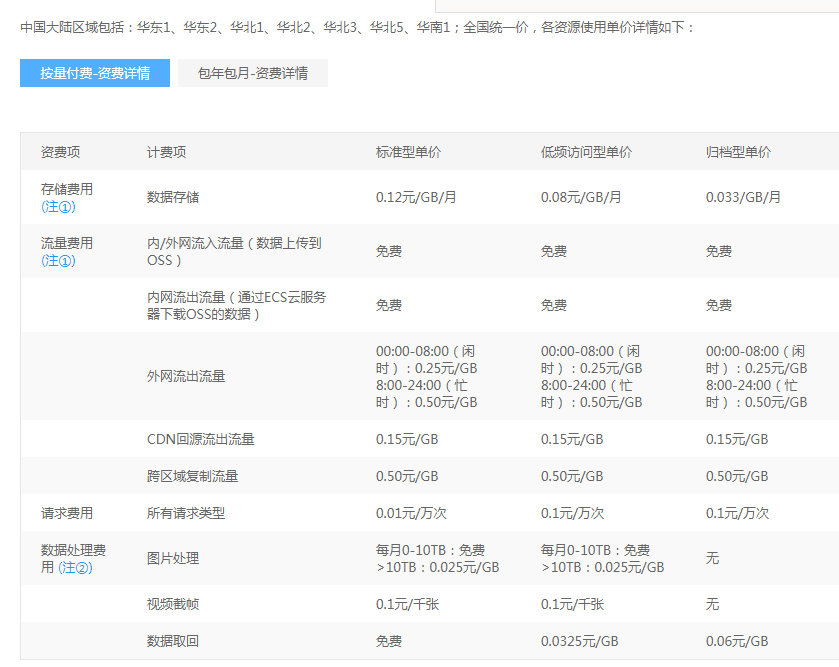 中国大陆区域包括：华东1、华东2、华北1、华北2、华北3、华北5、华南1；全国统一价，各资源使用单价详情如下：
按量付费-资费详情 包年包月-资费详情
资费项 计费项 标准型单价 低频访问型单价 归档型单价
存储费用
(注①)
数据存储 0.12元/GB/月 0.08元/GB/月 0.033/GB/月
流量费用
(注①)
内/外网流入流量（数据上传到
OSS）
免费 免费 免费
内网流出流量（通过ECS云服务
器下载OSS的数据）
免费 免费 免费
外网流出流量
00:00-08:00（闲
时）：0.25元/GB
8:00-24:00（忙
时）：0.50元/GB
00:00-08:00（闲
时）：0.25元/GB
8:00-24:00（忙
时）：0.50元/GB
00:00-08:00（闲
时）：0.25元/GB
8:00-24:00（忙
时）：0.50元/GB
CDN回源流出流量 0.15元/GB 0.15元/GB 0.15元/GB
跨区域复制流量 0.50元/GB 0.50元/GB 0.50元/GB
请求费用 所有请求类型 0.01元/万次 0.1元/万次 0.1元/万次
数据处理费
用 (注②)
图片处理
每月0-10TB：免费
>10TB：0.025元/GB
每月0-10TB：免费
>10TB：0.025元/GB
无
视频截帧 0.1元/千张 0.1元/千张 无
数据取回 免费 0.0325元/GB 0.06元/GB